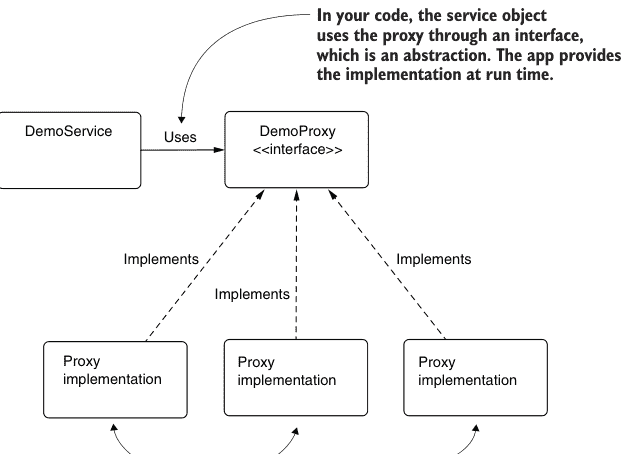 In your code, the service object
uses the proxy through an interface,
which is an abstraction. The app provides
the implementation at run time.
DemoService
Uses
DemoProxy
<<interface>>
Implements
Implements
Implements
Proxy
implementation
Proxy
implementation
Proxy
implementation